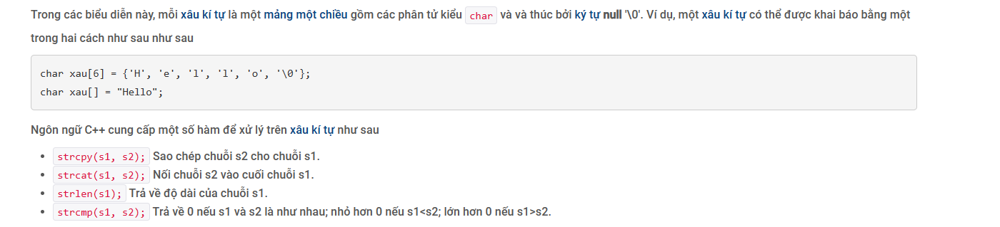 Trong các biểu diễn này, mỗi xâu kí tự là một mảng một chiều gồm các phân tử kiểu char và và thúc bởi ký tự null '\0'. Ví dụ, một xâu kí tự có thể được khai báo bằng một
trong hai cách như sau như sau
char xau[6] = {'H', 'e', 'l', 'l', 'o', '\0'};
char xau[] = "Hello";
Ngôn ngữ C++ cung cấp một số hàm để xử lý trên xâu kí tự như sau
• strcpy(s1, s2); Sao chép chuỗi s2 cho chuỗi s1.
• strcat(s1, s2); Nối chuỗi s2 vào cuối chuỗi s1.
• strlen(s1); Trả về độ dài của chuỗi s1.
• strcmp(s1, s2); Trả về 0 nếu s1 và s2 là như nhau; nhỏ hơn 0 nếu s1<s2; lớn hơn 0 nếu s1>s2.